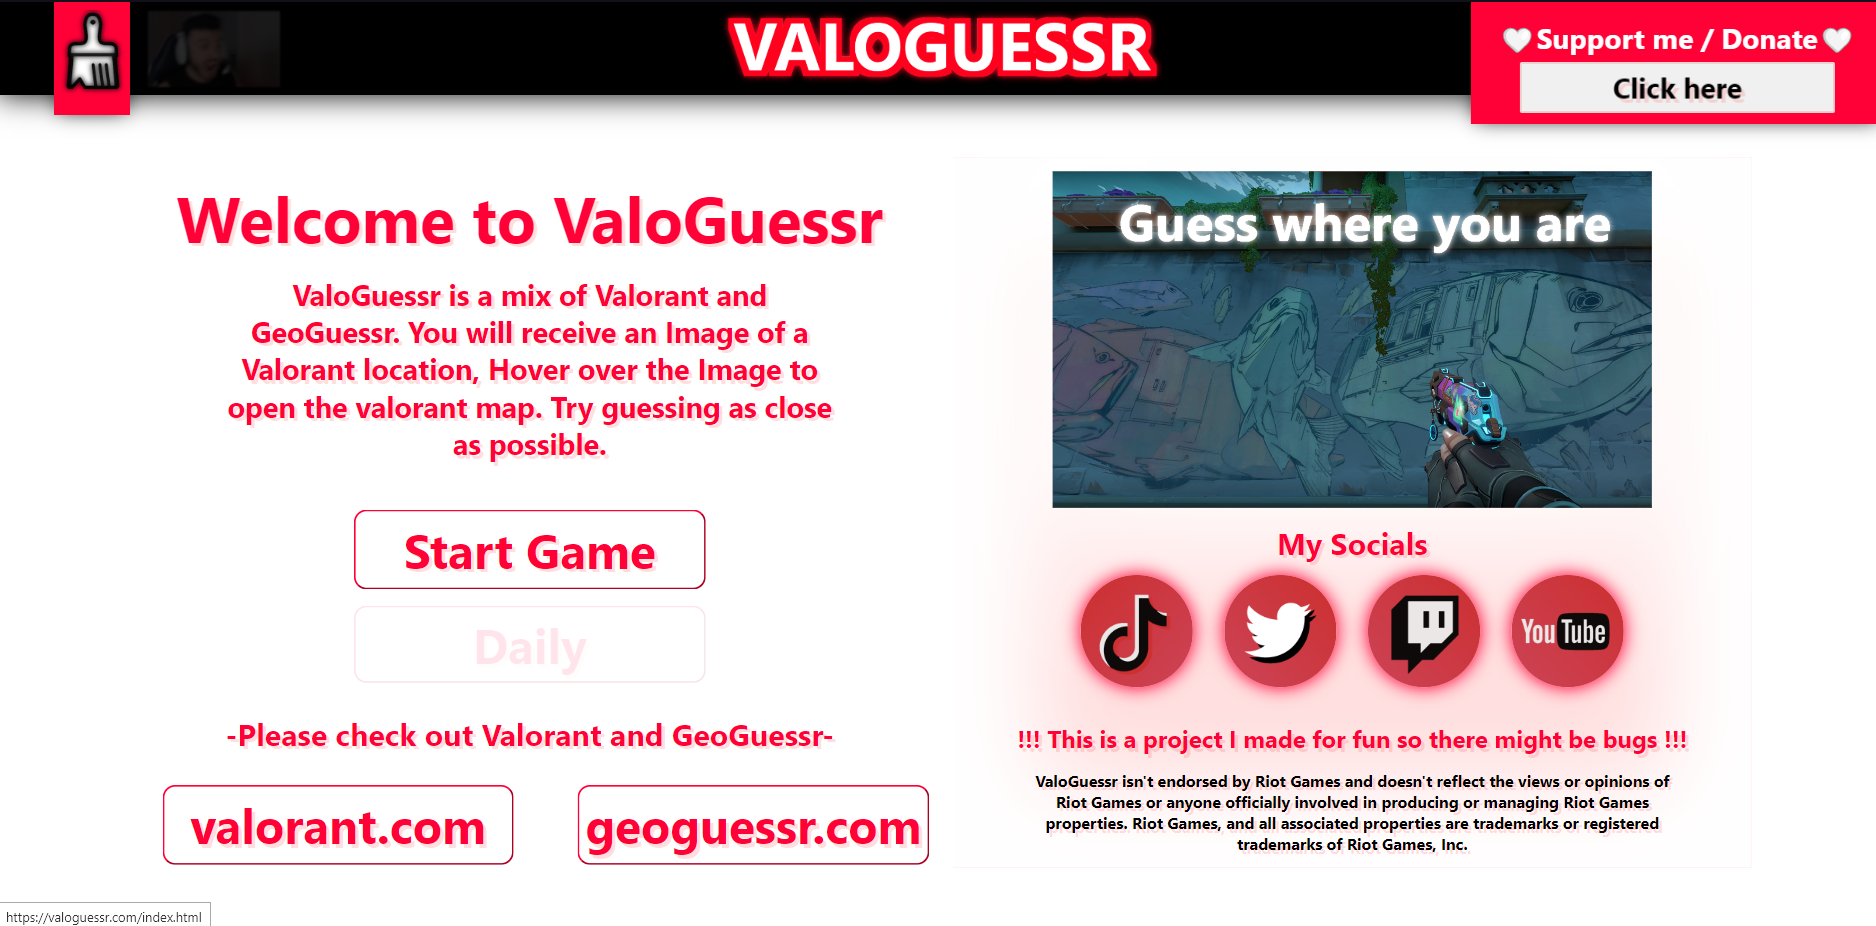 VALOGUESSR
🤍Support me / Donate🤍
Click here
Welcome to ValoGuessr
ValoGuessr is a mix of Valorant and
GeoGuessr. You will receive an Image of a
Valorant location, Hover over the Image to
open the valorant map. Try guessing as close
as possible.
Start Game
Daily
-Please check out Valorant and GeoGuessr-
valorant.com
geoguessr.com
Guess where you are
My Socials
You Tube
!!! This is a project I made for fun so there might be bugs !!!
ValoGuessr isn't endorsed by Riot Games and doesn't reflect the views or opinions of
Riot Games or anyone officially involved in producing or managing Riot Games
properties. Riot Games, and all associated properties are trademarks or registered
trademarks of Riot Games, Inc.
https://valoguessr.com/index.html